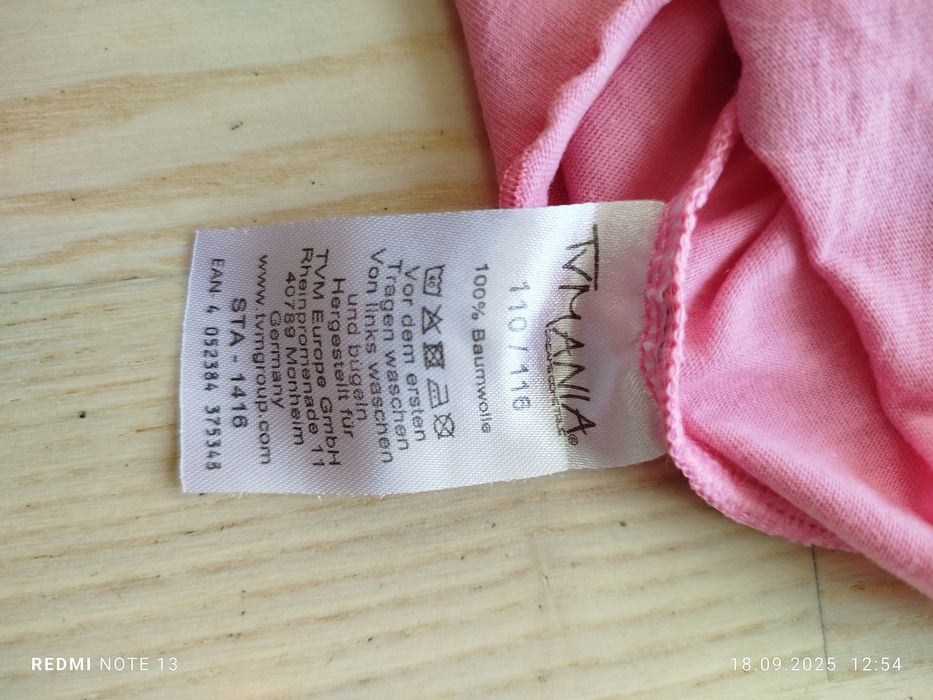 TVMANIA®
110/116
100% Baumwolle
40
Vor dem ersten
Tragen waschen
Von links waschen
und bügeln
Hergestellt für
TVM Europe GmbH
Rheinpromenade 11
40789 Monheim
Germany
www.tvmgroup.com
STA - 1416
EAN 4 052384 375348
REDMI NOTE 13
18.09.2025 12:54